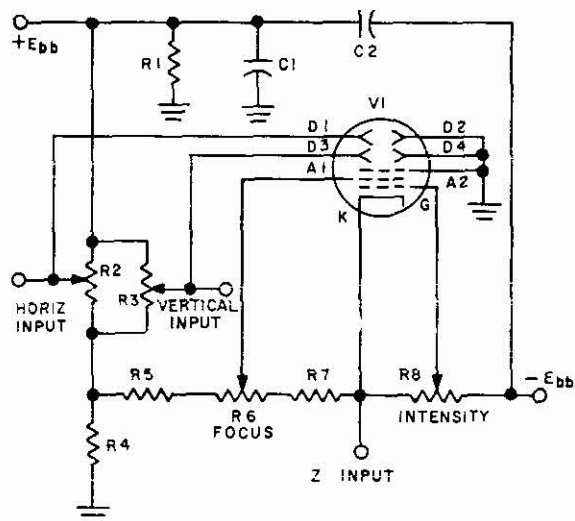 +Ebb
R1
C1
C2
V1
D1
D2
D3
D4
A1
A2
K
G
R2
HORIZ
INPUT
R3
VERTICAL
INPUT
R5
R6
FOCUS
R7
R8
INTENSITY
-Ebb
R4
Z INPUT